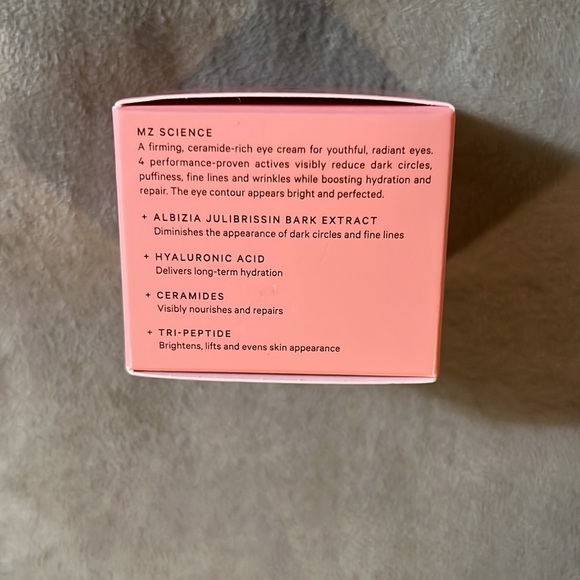 MZ SCIENCE
A firming, ceramide-rich eye cream for youthful, radiant eyes.
4 performance-proven actives visibly reduce dark circles,
puffiness, fine lines and wrinkles while boosting hydration and
repair. The eye contour appears bright and perfected.
+ ALBIZIA JULIBRISSIN BARK EXTRACT
Diminishes the appearance of dark circles and fine lines
+ HYALURONIC ACID
Delivers long-term hydration
+ CERAMIDES
Visibly nourishes and repairs
+ TRI-PEPTIDE
Brightens, lifts and evens skin appearance